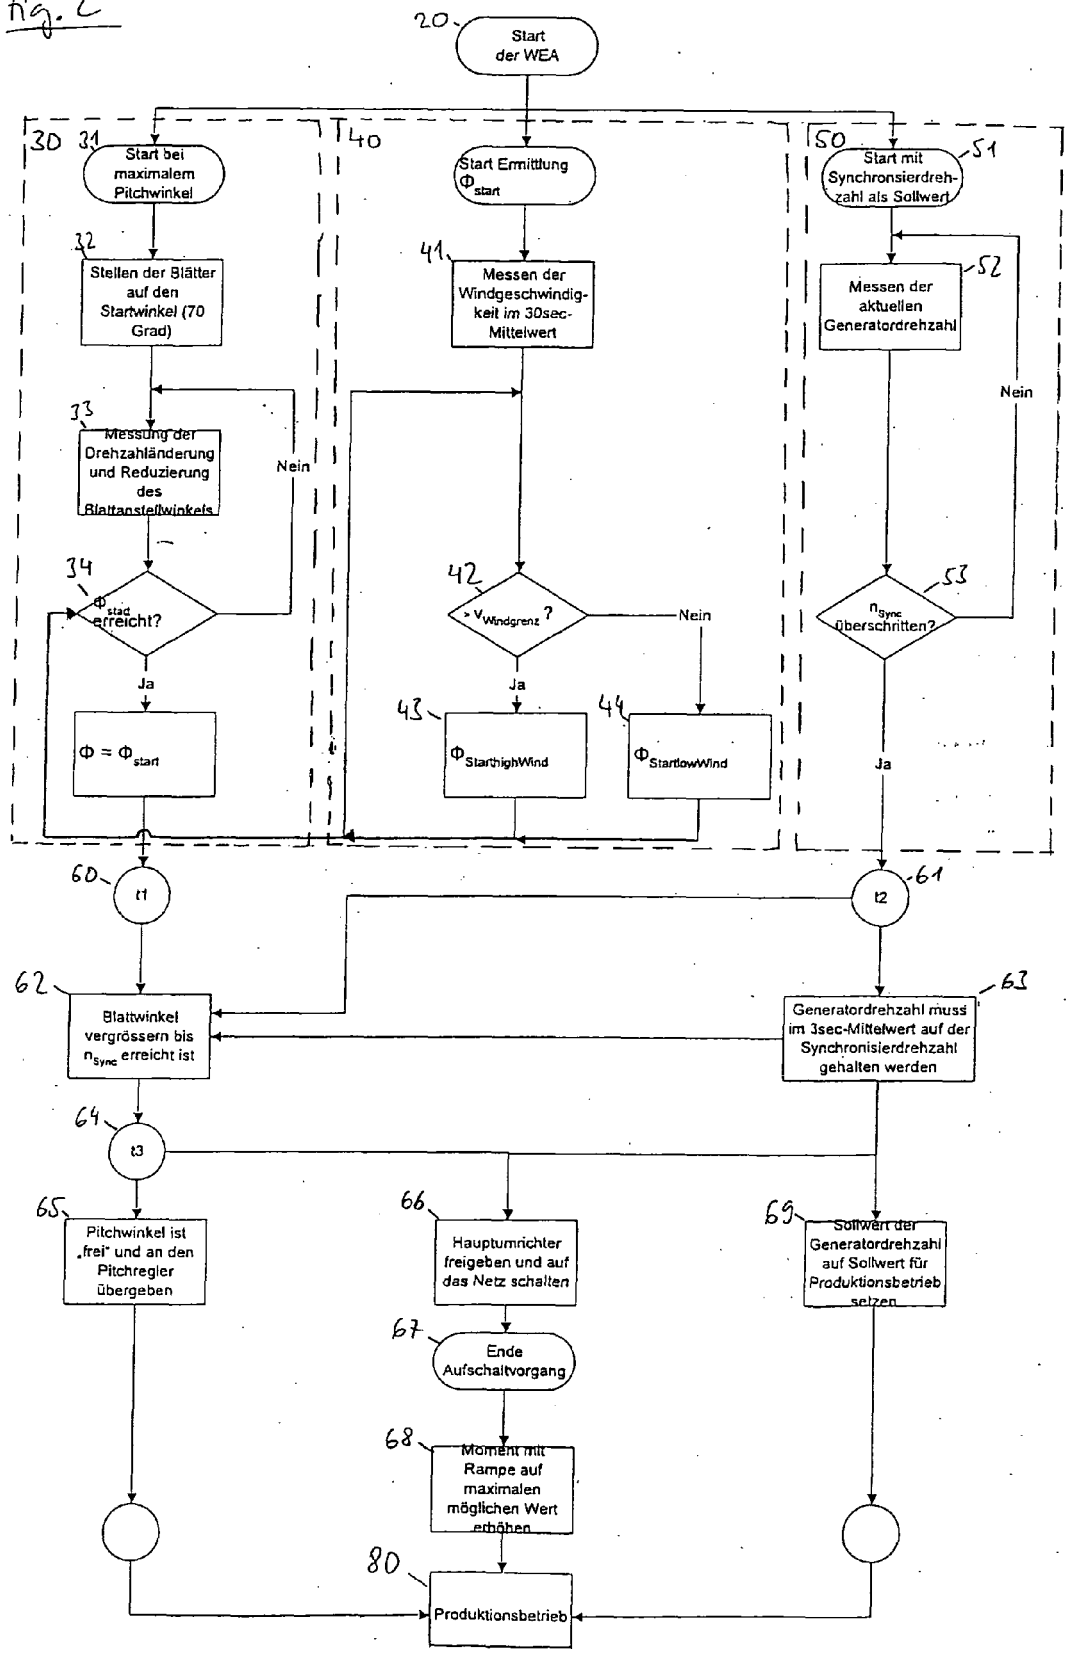 Fig. 2
20
Start
der WEA
30
31
Start bei
maximalem
Pitchwinkel
32
Stellen der Blätter
auf den
Startwinkel (70
Grad)
33
Messung der
Drehzahländerung
und Reduzierung
des
Blattanstellwinkels
Nein
34
Φstad
erreicht?
Ja
Φ = Φstart
40
Start Ermittlung
Φstart
41
Messen der
Windgeschwindig-
keit im 30sec-
Mittelwert
42
> vWindgrenz ?
Nein
Ja
43
ΦStarthighWind
44
ΦStartlowWind
50
51
Start mit
Synchronsierdreh-
zahl als Sollwert
52
Messen der
aktuellen
Generatordrehzahl
Nein
53
nSync
überschritten?
Ja
60
t1
61
t2
62
Blattwinkel
vergrössern bis
nSync erreicht ist
63
Generatordrehzahl muss
im 3sec-Mittelwert auf der
Synchronisierdrehzahl
gehalten werden
64
t3
65
Pitchwinkel ist
„frei“ und an den
Pitchregler
übergeben
66
Hauptumrichter
freigeben und auf
das Netz schalten
67
Ende
Aufschaltvorgang
68
Moment mit
Rampe auf
maximalen
möglichen Wert
erhöhen
69
Sollwert der
Generatordrehzahl
auf Sollwert für
Produktionsbetrieb
setzen
80
Produktionsbetrieb